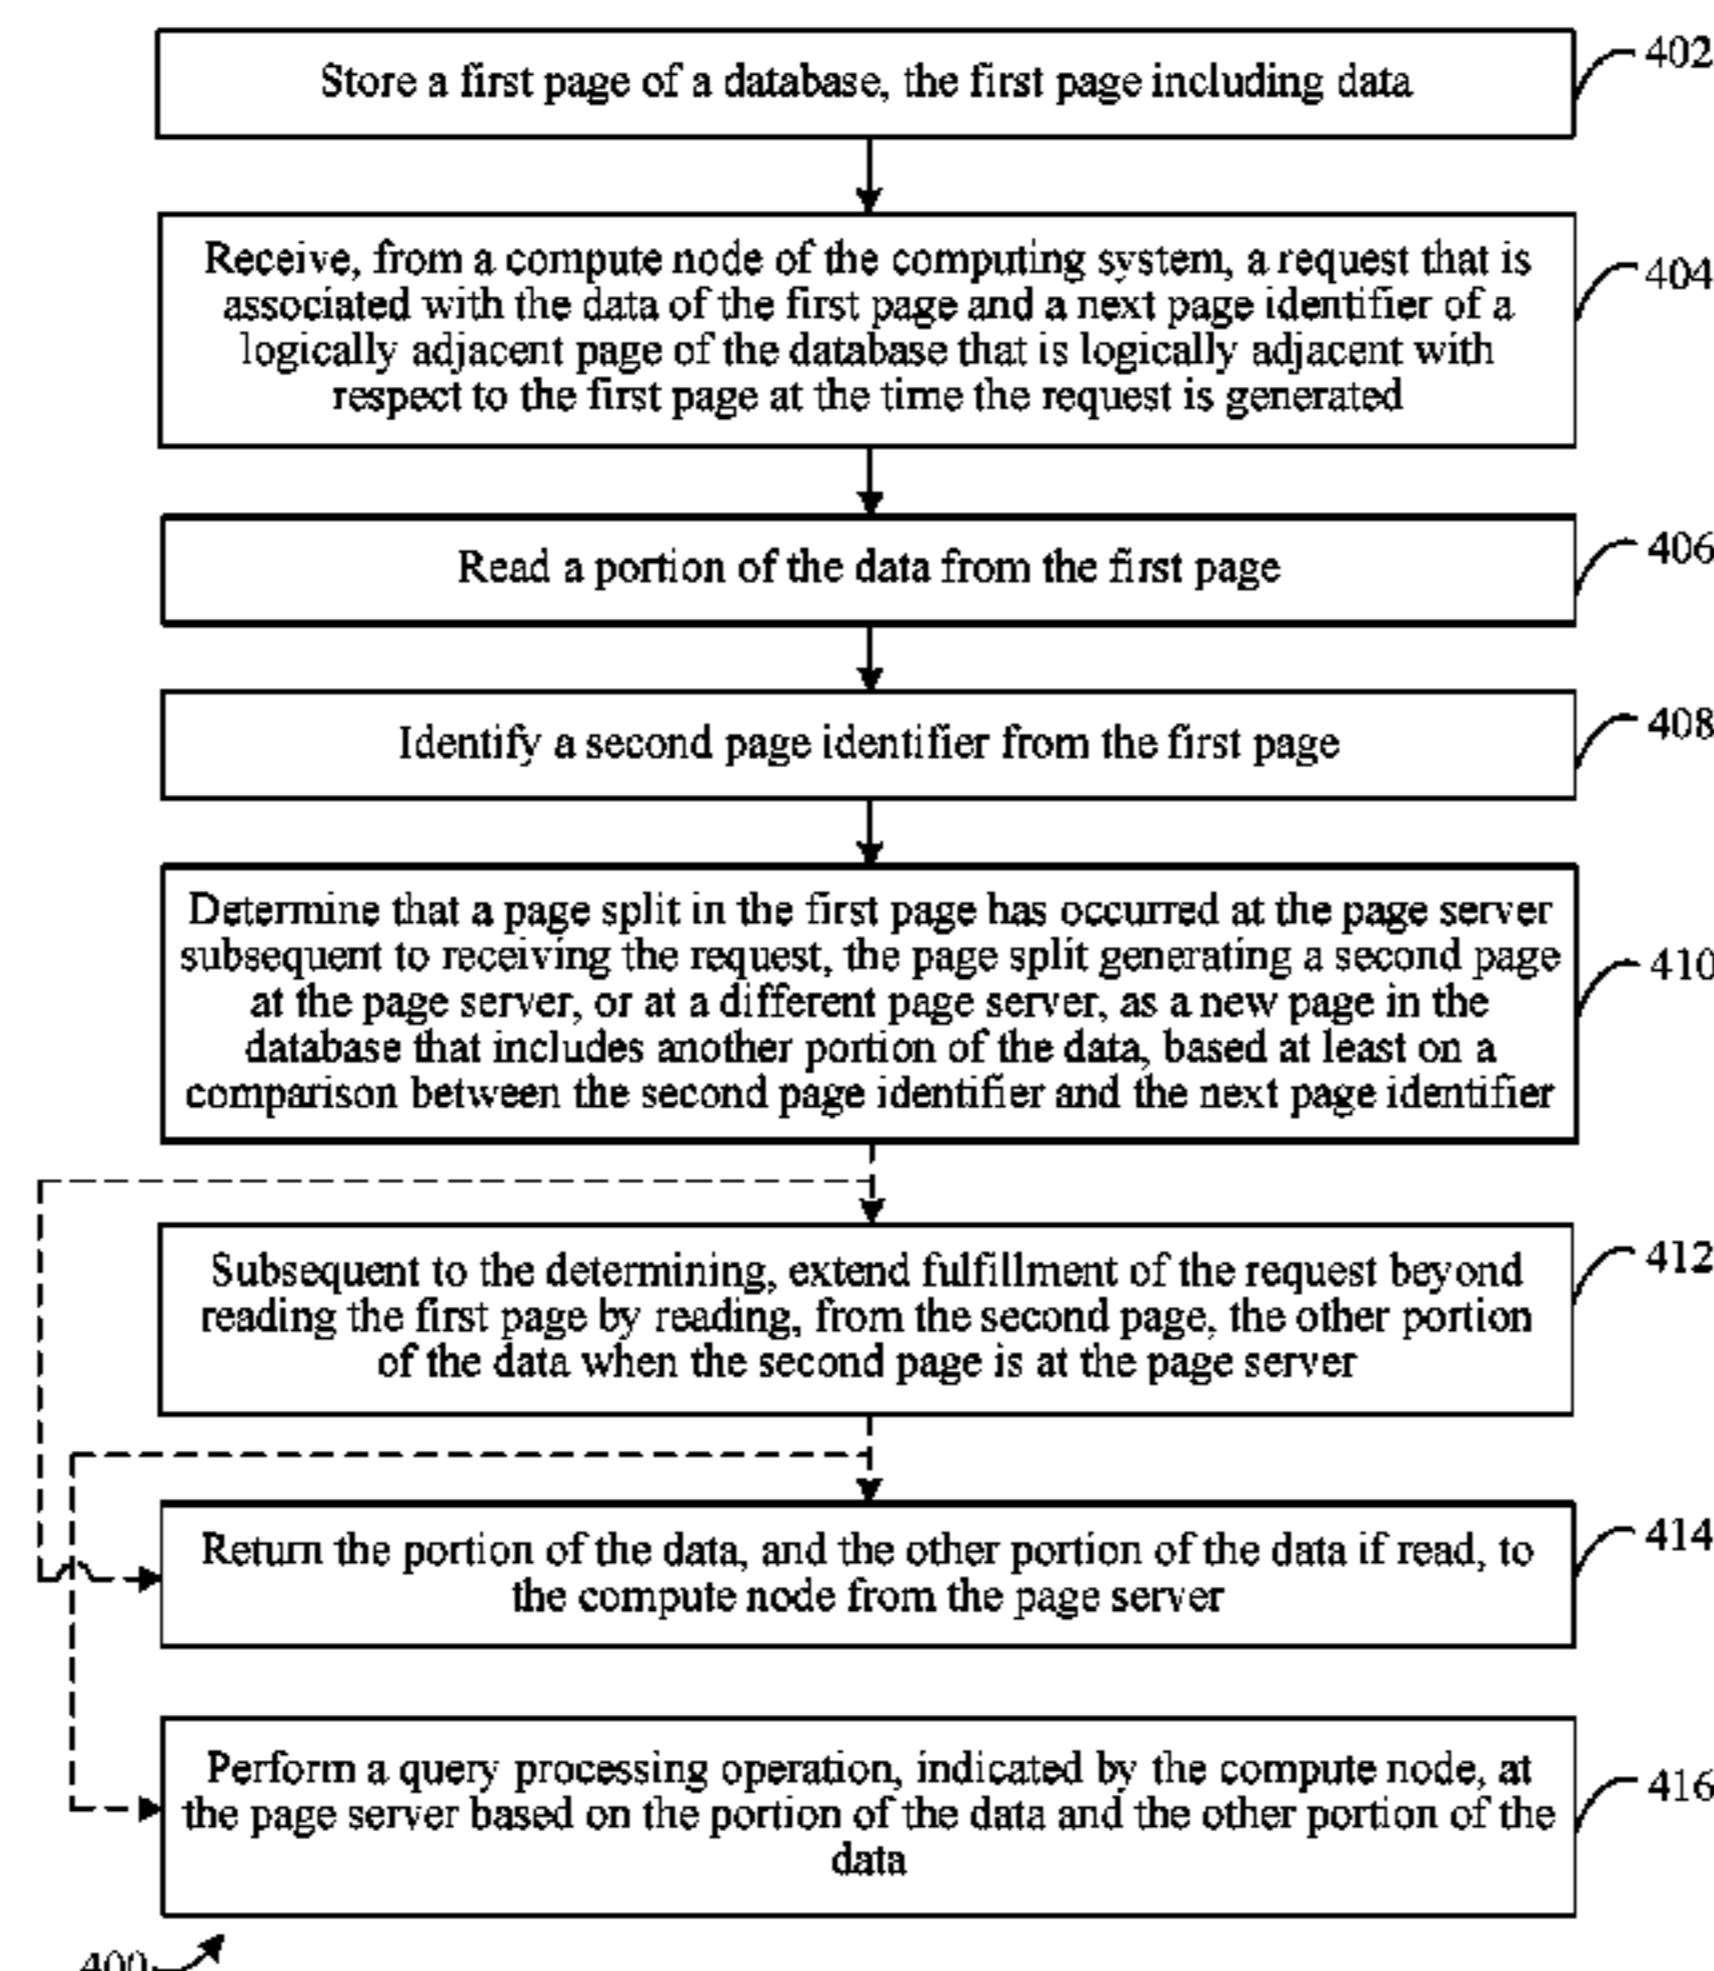 Store a first page of a database, the first page including data
402
Receive, from a compute node of the computing system, a request that is
associated with the data of the first page and a next page identifier of a
logically adjacent page of the database that is logically adjacent with
respect to the first page at the time the request is generated
404
Read a portion of the data from the first page
406
Identify a second page identifier from the first page
408
Determine that a page split in the first page has occurred at the page server
subsequent to receiving the request, the page split generating a second page
at the page server, or at a different page server, as a new page in the
database that includes another portion of the data, based at least on a
comparison between the second page identifier and the next page identifier
410
Subsequent to the determining, extend fulfillment of the request beyond
reading the first page by reading, from the second page, the other portion
of the data when the second page is at the page server
412
Return the portion of the data, and the other portion of the data if read, to
the compute node from the page server
414
Perform a query processing operation, indicated by the compute node, at
the page server based on the portion of the data and the other portion of the
data
416
400